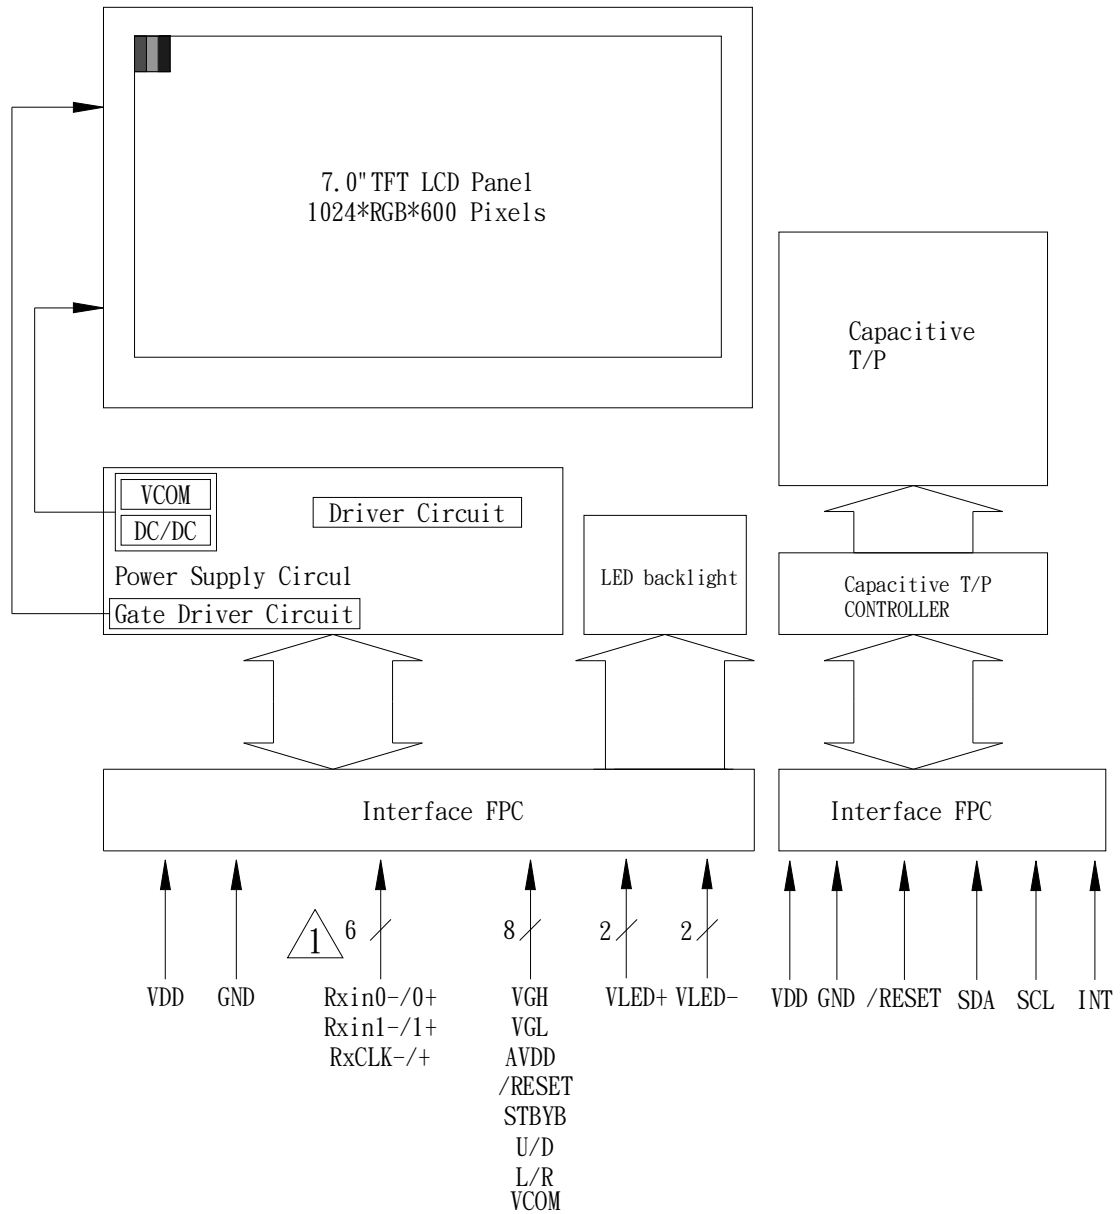 7.0"TFT LCD Panel
1024*RGB*600 Pixels
Capacitive
T/P
VCOM
DC/DC
Driver Circuit
Power Supply Circul
Gate Driver Circuit
LED backlight
Capacitive T/P
CONTROLLER
Interface FPC
Interface FPC
1
6
8
2
2
VDD
GND
Rxin0-/0+
Rxin1-/1+
RxCLK-/+
VGH
VGL
AVDD
/RESET
STBYB
U/D
L/R
VCOM
VLED+
VLED-
VDD
GND
/RESET
SDA
SCL
INT